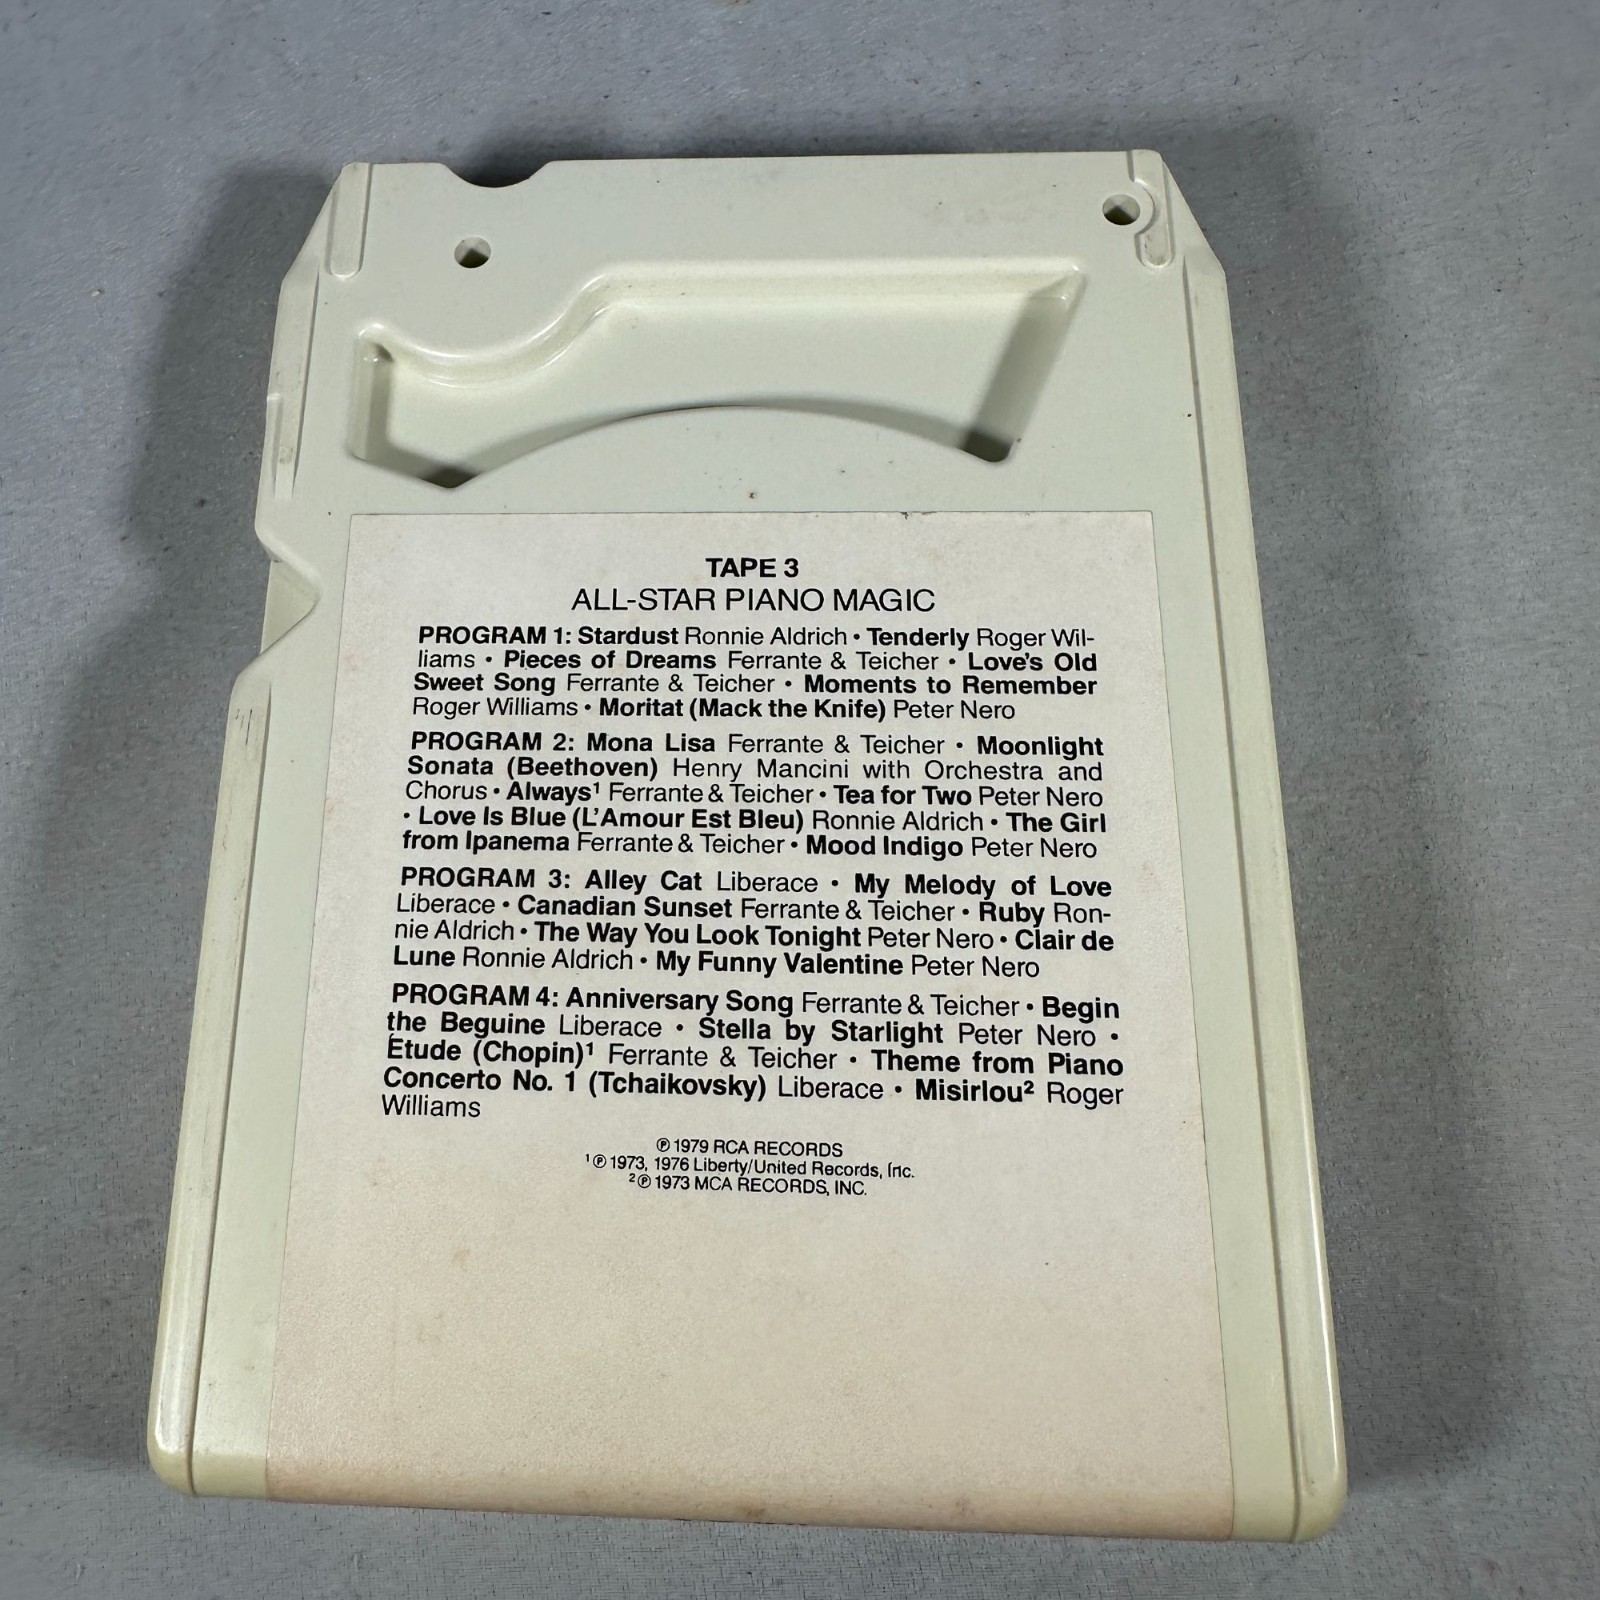 TAPE 3
ALL-STAR PIANO MAGIC
PROGRAM 1: Stardust Ronnie Aldrich • Tenderly Roger Wil-
liams • Pieces of Dreams Ferrante & Teicher • Love's Old
Sweet Song Ferrante & Teicher • Moments to Remember
Roger Williams • Moritat (Mack the Knife) Peter Nero
PROGRAM 2: Mona Lisa Ferrante & Teicher • Moonlight
Sonata (Beethoven) Henry Mancini with Orchestra and
Chorus • Always¹ Ferrante & Teicher • Tea for Two Peter Nero
• Love Is Blue (L'Amour Est Bleu) Ronnie Aldrich • The Girl
from Ipanema Ferrante & Teicher • Mood Indigo Peter Nero
PROGRAM 3: Alley Cat Liberace • My Melody of Love
Liberace • Canadian Sunset Ferrante & Teicher • Ruby Ron-
nie Aldrich • The Way You Look Tonight Peter Nero • Clair de
Lune Ronnie Aldrich • My Funny Valentine Peter Nero
PROGRAM 4: Anniversary Song Ferrante & Teicher • Begin
the Beguine Liberace • Stella by Starlight Peter Nero •
Etude (Chopin)¹ Ferrante & Teicher • Theme from Piano
Concerto No. 1 (Tchaikovsky) Liberace • Misirlou² Roger
Williams
℗ 1979 RCA RECORDS
¹℗ 1973, 1976 Liberty/United Records, Inc.
²℗ 1973 MCA RECORDS, INC.